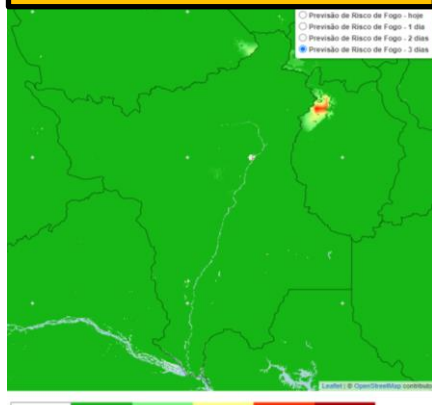 Previsão de Risco de Fogo - hoje
Previsão de Risco de Fogo - 1 dia
Previsão de Risco de Fogo - 2 dias
Previsão de Risco de Fogo - 3 dias
Leaflet | © OpenStreetMap contributo